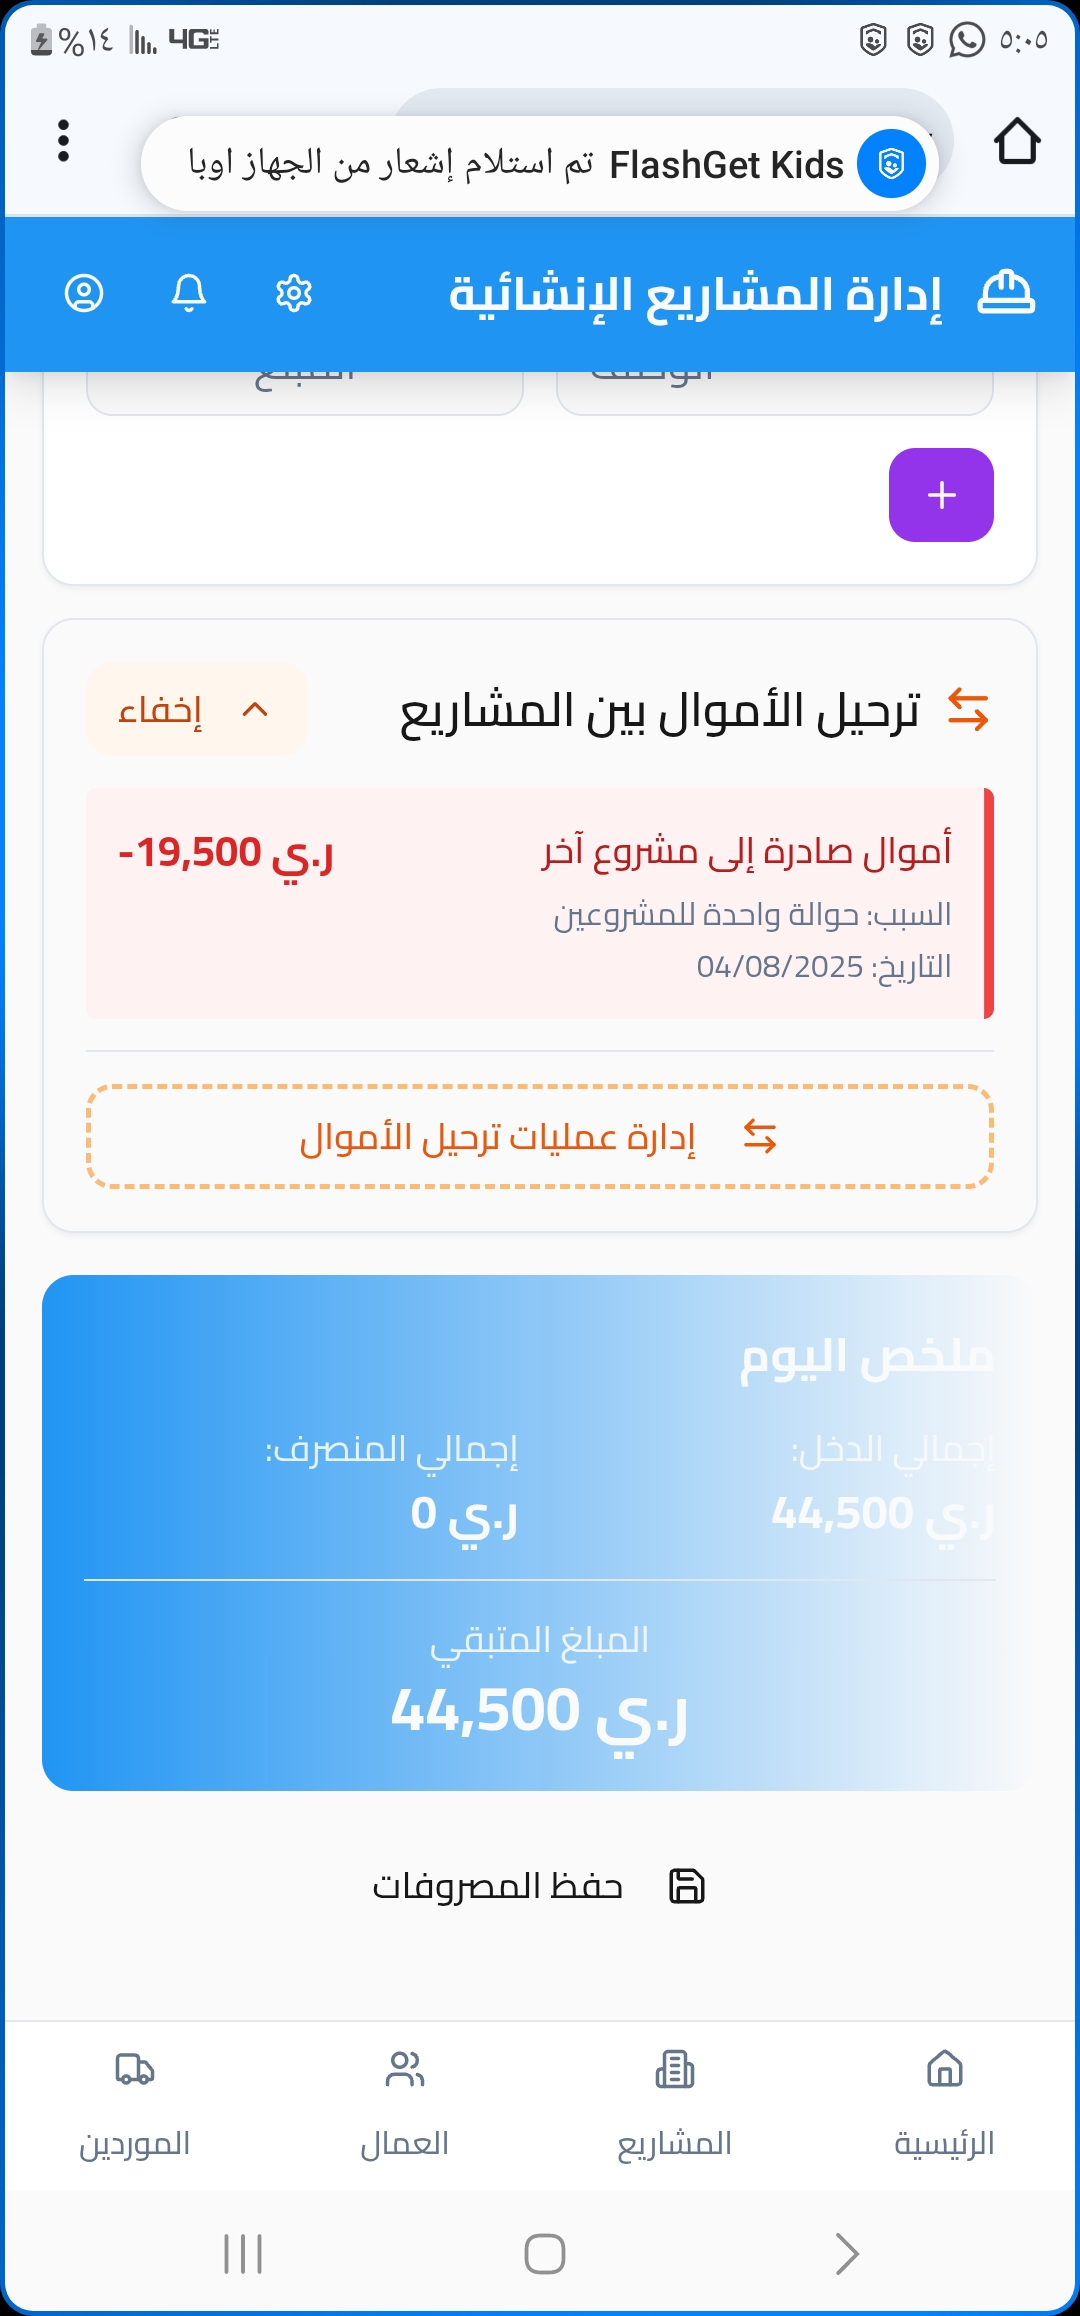 %١٤ 4G LTE ٥:٠٥
FlashGet Kids تم استلام إشعار من الجهاز اوبا
إدارة المشاريع الإنشائية
الوصف
المبلغ
ترحيل الأموال بين المشاريع
إخفاء
أموال صادرة إلى مشروع آخر
-19,500 ر.ي
السبب: حوالة واحدة للمشروعين
التاريخ: 04/08/2025
إدارة عمليات ترحيل الأموال
ملخص اليوم
إجمالي الدخل:
إجمالي المنصرف:
44,500 ر.ي
0 ر.ي
المبلغ المتبقي
44,500 ر.ي
حفظ المصروفات
الرئيسية
المشاريع
العمال
الموردين